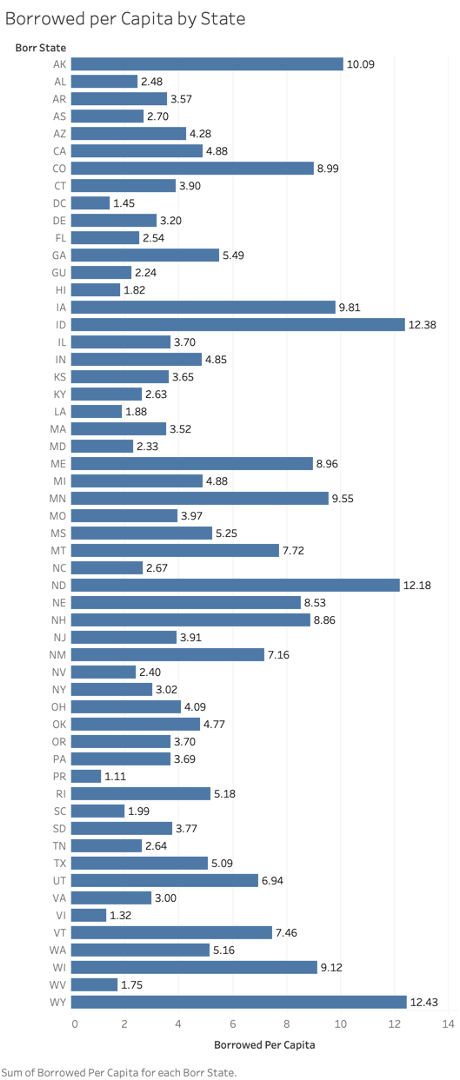 Borrowed per Capita by State
Borr State
AK 10.09
AL 2.48
AR 3.57
AS 2.70
AZ 4.28
CA 4.88
CO 8.99
CT 3.90
DC 1.45
DE 3.20
FL 2.54
GA 5.49
GU 2.24
HI 1.82
IA 9.81
ID 12.38
IL 3.70
IN 4.85
KS 3.65
KY 2.63
LA 1.88
MA 3.52
MD 2.33
ME 8.96
MI 4.88
MN 9.55
MO 3.97
MS 5.25
MT 7.72
NC 2.67
ND 12.18
NE 8.53
NH 8.86
NJ 3.91
NM 7.16
NV 2.40
NY 3.02
OH 4.09
OK 4.77
OR 3.70
PA 3.69
PR 1.11
RI 5.18
SC 1.99
SD 3.77
TN 2.64
TX 5.09
UT 6.94
VA 3.00
VI 1.32
VT 7.46
WA 5.16
WI 9.12
WV 1.75
WY 12.43
0 2 4 6 8 10 12 14
Borrowed Per Capita
Sum of Borrowed Per Capita for each Borr State.